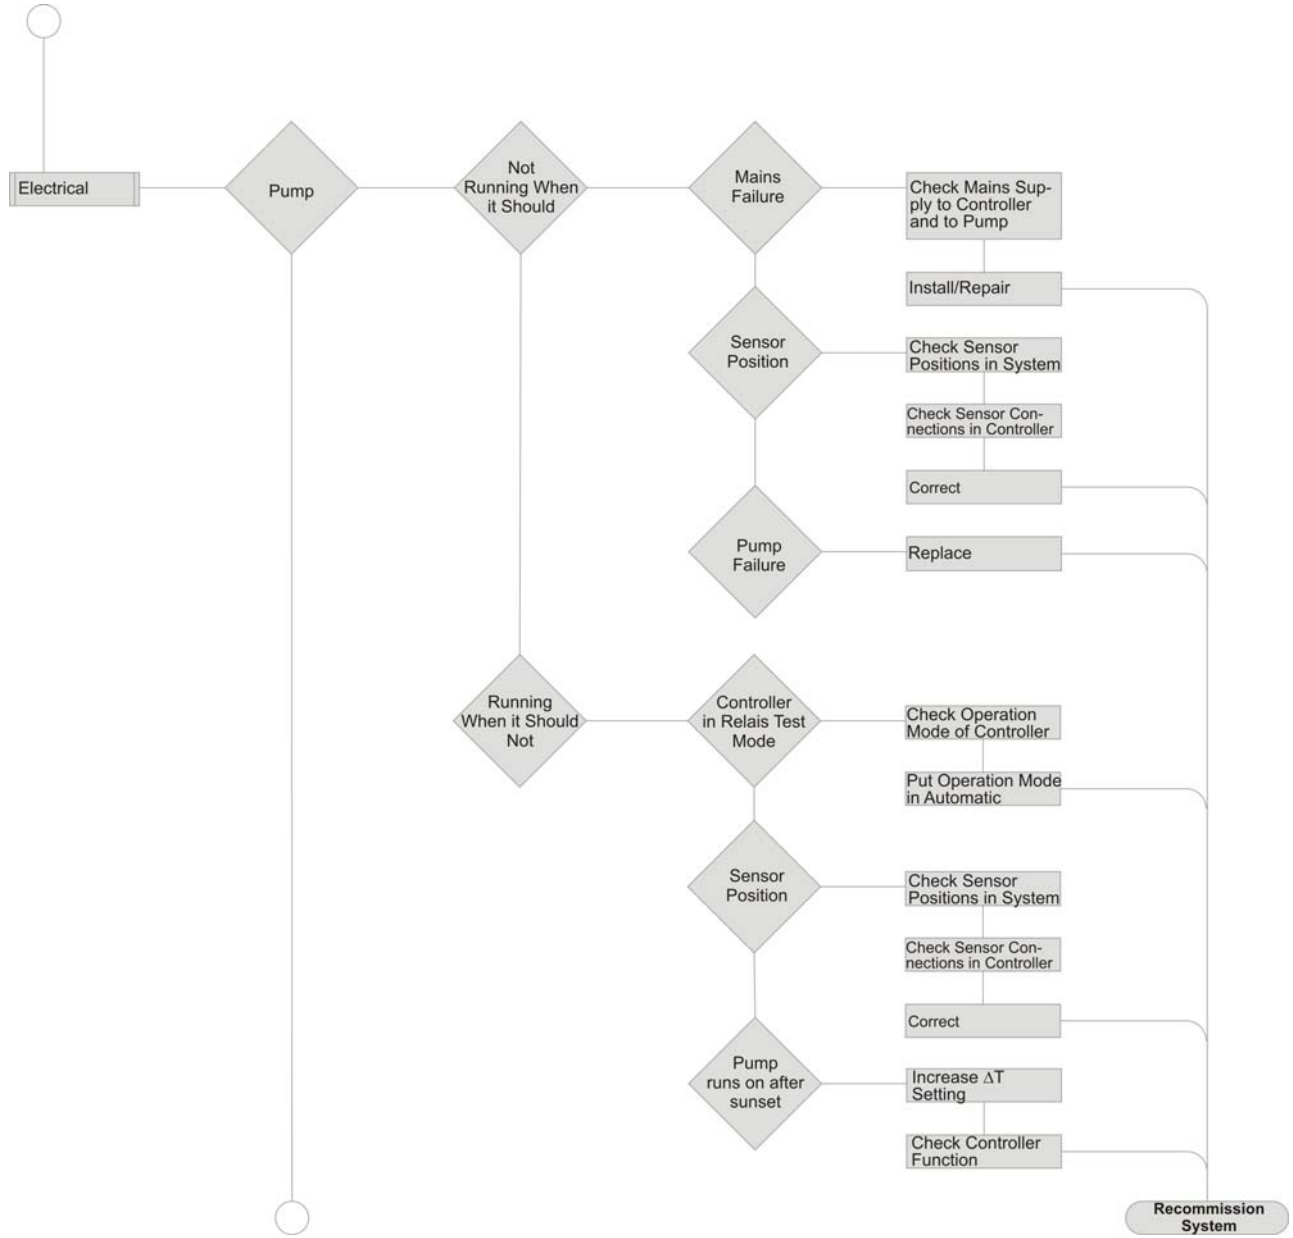 Electrical
Pump
Not
Running When
it Should
Mains
Failure
Check Mains Sup-
ply to Controller
and to Pump
Install/Repair
Sensor
Position
Check Sensor
Positions in System
Check Sensor Con-
nections in Controller
Correct
Pump
Failure
Replace
Running
When it Should
Not
Controller
in Relais Test
Mode
Check Operation
Mode of Controller
Put Operation Mode
in Automatic
Sensor
Position
Check Sensor
Positions in System
Check Sensor Con-
nections in Controller
Correct
Pump
runs on after
sunset
Increase ΔT
Setting
Check Controller
Function
Recommission
System